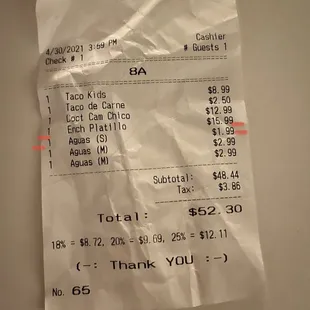 Cashier
4/30/2021 3:59 PM
# Guests 1
Check # 1
8A
1 Taco Kids $8.99
1 Taco de Carne $2.50
1 Loct Cam Chico $12.99
1 Erch Platillo $15.99
1 Aguas (S) $1.99
1 Aguas (M) $2.99
1 Aguas (M) $2.99
Subtotal: $48.44
Tax: $3.86
Total: $52.30
18% = $8.72, 20% = $9.69, 25% = $12.11
(-: Thank YOU :-)
No. 65